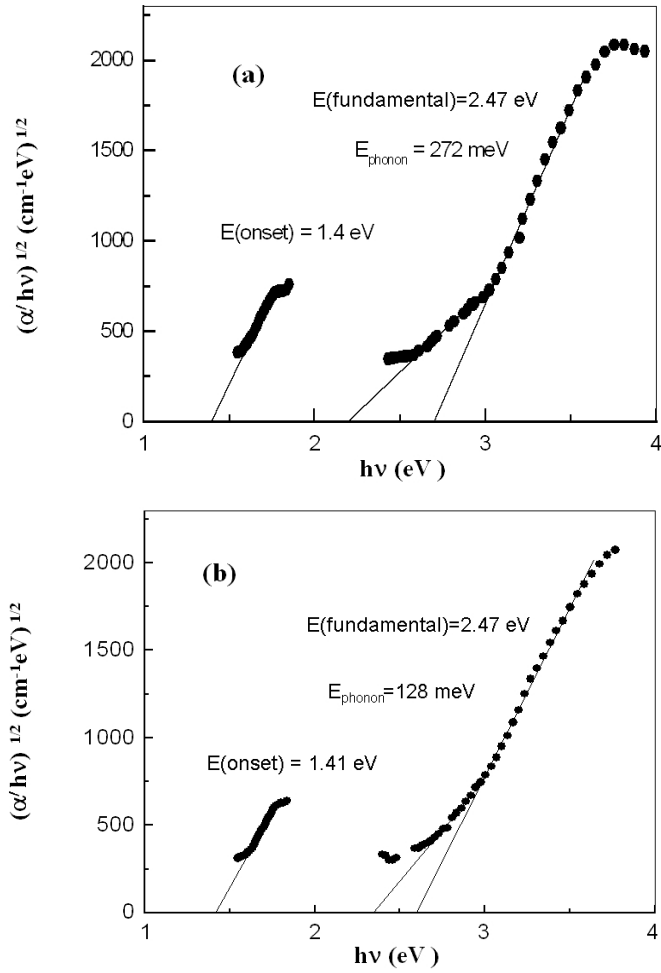 (a)
E(fundamental)=2.47 eV
E phonon = 272 meV
E(onset) = 1.4 eV
(α/hν) 1/2 (cm-1eV) 1/2
2000
1500
1000
500
0
1 2 3 4
hν (eV )
(b)
E(fundamental)=2.47 eV
E phonon=128 meV
E(onset) = 1.41 eV
(α/hν) 1/2 (cm-1eV) 1/2
2000
1500
1000
500
0
1 2 3 4
hν (eV )